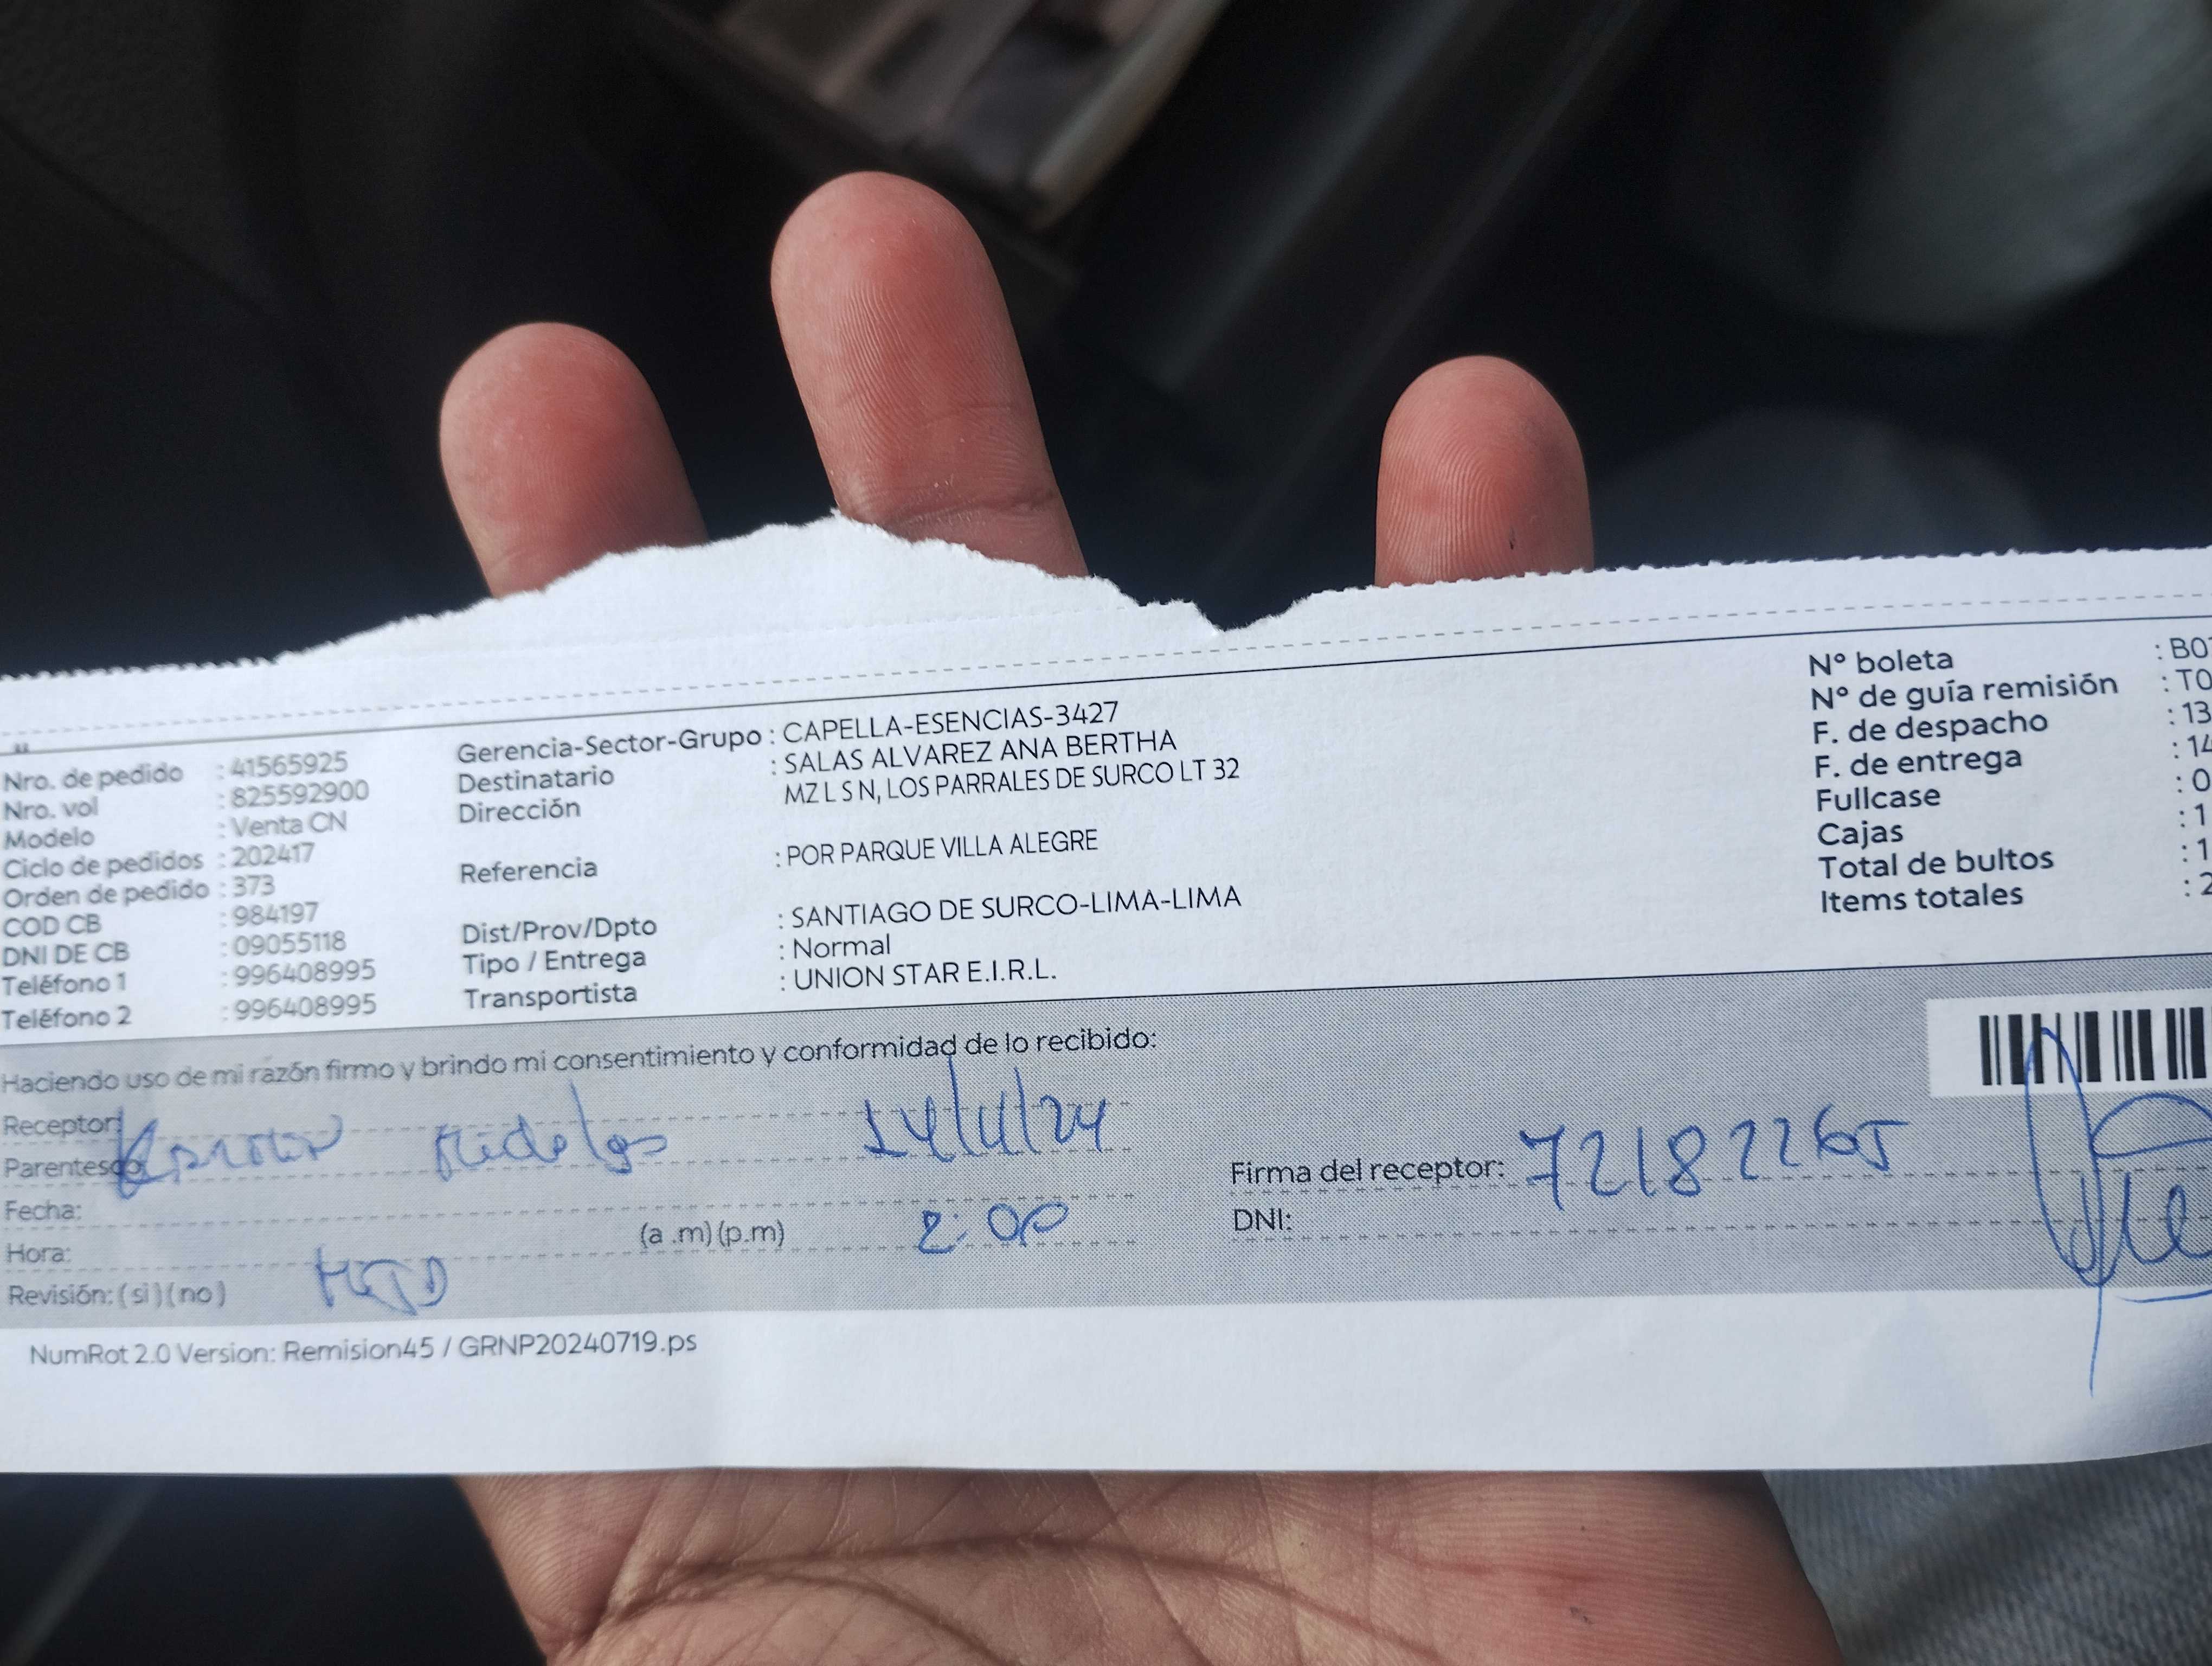 Nro. de pedido : 41565925
Nro. vol : 825592900
Modelo : Venta CN
Ciclo de pedidos : 202417
Orden de pedido : 373
COD CB : 984197
DNI DE CB : 09055118
Teléfono 1 : 996408995
Teléfono 2 : 996408995
Gerencia-Sector-Grupo : CAPELLA-ESENCIAS-3427
Destinatario : SALAS ALVAREZ ANA BERTHA
Dirección MZ L S N, LOS PARRALES DE SURCO LT 32
Referencia : POR PARQUE VILLA ALEGRE
Dist/Prov/Dpto : SANTIAGO DE SURCO-LIMA-LIMA
Tipo / Entrega : Normal
Transportista : UNION STAR E.I.R.L.
N° boleta : B0
N° de guía remisión : T0
F. de despacho : 13
F. de entrega : 14
Fullcase : 0
Cajas : 1
Total de bultos : 1
Items totales : 2
Haciendo uso de mi razón firmo y brindo mi consentimiento y conformidad de lo recibido:
Receptor:
Parentesco: 14/11/24
Fecha:
Hora: (a .m)(p.m) 2:00
Revisión: (si)(no)
Firma del receptor: 72182265
DNI:
NumRot 2.0 Version: Remision45 / GRNP20240719.ps